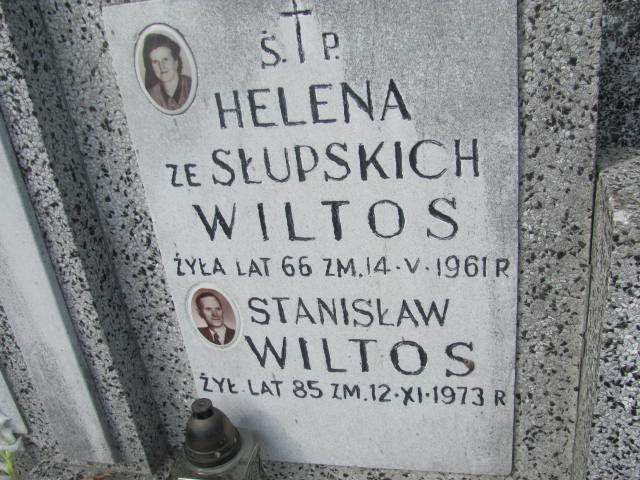 Ś. P.
HELENA
ZE SŁUPSKICH
WILTOS
ŻYŁA LAT 66 ZM. 14·V·1961 R
STANISŁAW
WILTOS
ŻYŁ LAT 85 ZM. 12·XI·1973 R